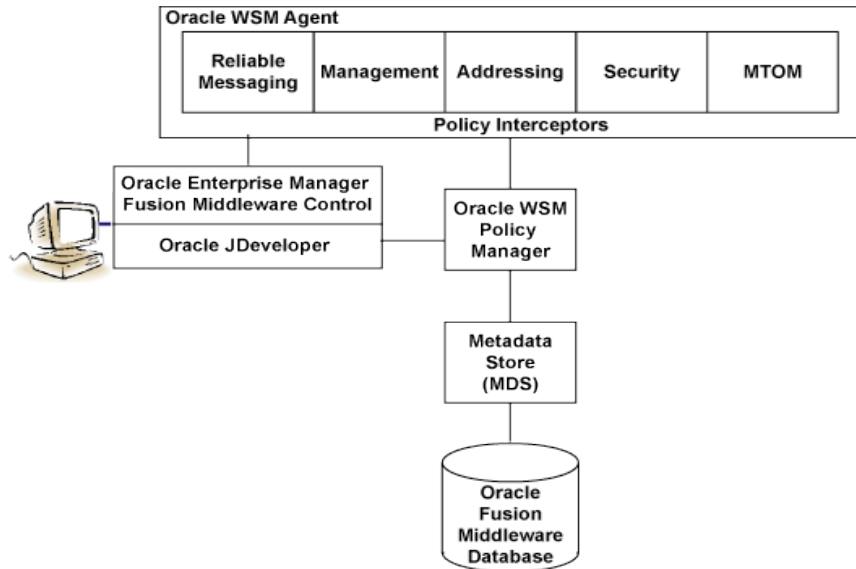 Oracle WSM Agent
Reliable
Messaging
Management
Addressing
Security
MTOM
Policy Interceptors
Oracle Enterprise Manager
Fusion Middleware Control
Oracle JDeveloper
Oracle WSM
Policy
Manager
Metadata
Store
(MDS)
Oracle
Fusion
Middleware
Database